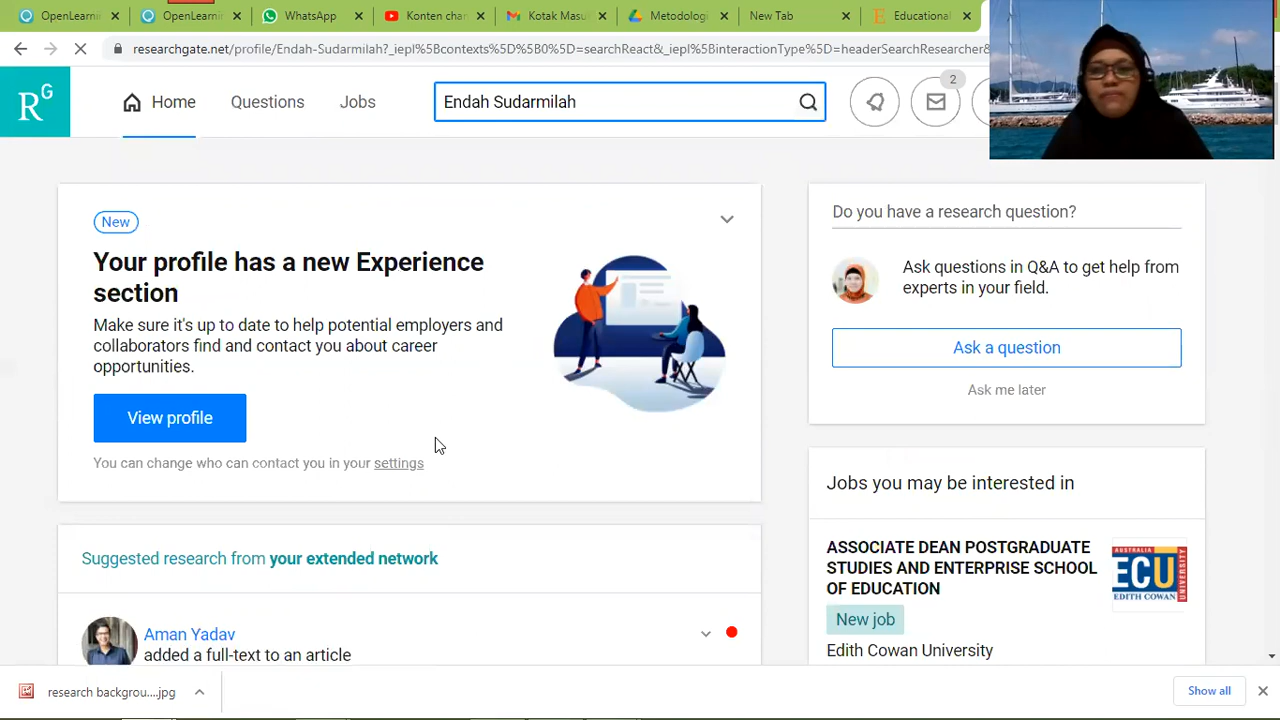 OpenLearnin
OpenLearnin
WhatsApp
Konten cha
Kotak Masu
Metodologi
New Tab
Educational
researchgate.net/profile/Endah-Sudarmilah?_iepl%5Bcontexts%5D%5B0%5D=searchReact&_iepl%5BinteractionType%5D=headerSearchResearcher&
RG
Home
Questions
Jobs
Endah Sudarmilah
2
New
Your profile has a new Experience
section
Make sure it's up to date to help potential employers and
collaborators find and contact you about career
opportunities.
View profile
You can change who can contact you in your settings
Do you have a research question?
Ask questions in Q&A to get help from
experts in your field.
Ask a question
Ask me later
Suggested research from your extended network
Aman Yadav
added a full-text to an article
Jobs you may be interested in
ASSOCIATE DEAN POSTGRADUATE
STUDIES AND ENTERPRISE SCHOOL
OF EDUCATION
New job
Edith Cowan University
AUSTRALIA
ECU
EDITH COWAN
UNIVERSITY
research backgrou....jpg
Show all